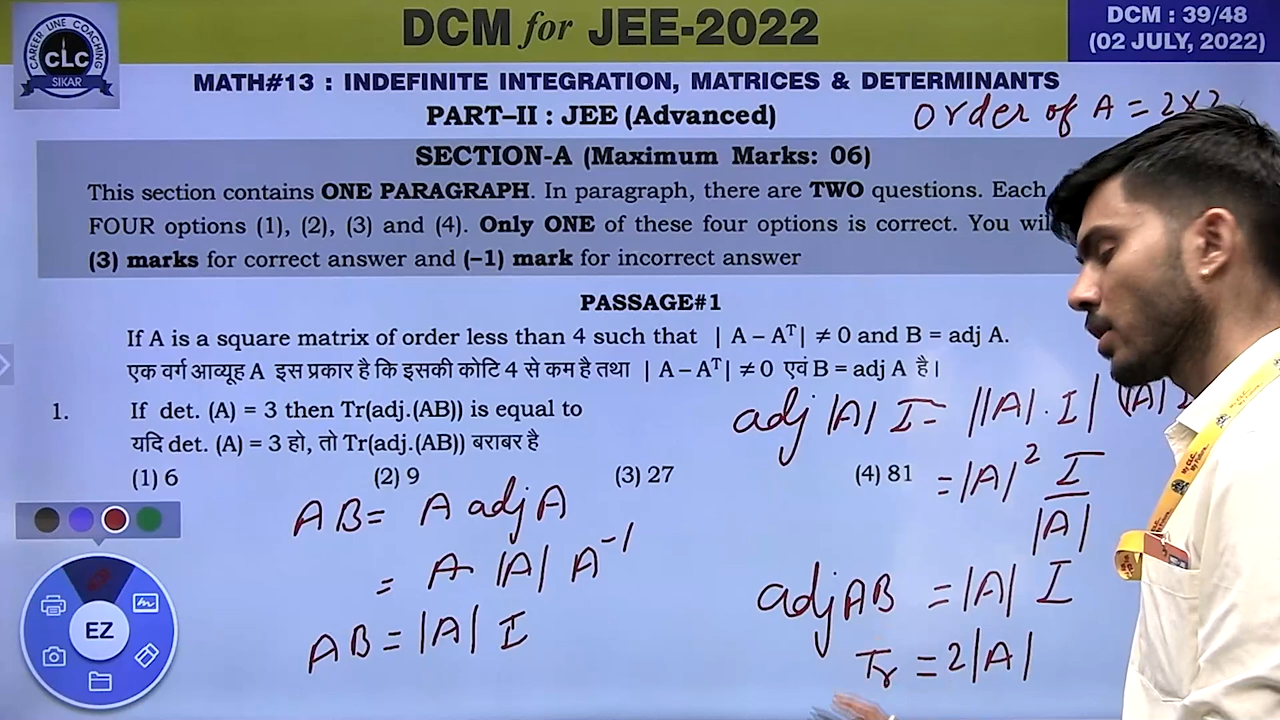 CAREER LINE COACHING
CLC
SIKAR
DCM for JEE-2022
DCM : 39/48
(02 JULY, 2022)
MATH#13 : INDEFINITE INTEGRATION, MATRICES & DETERMINANTS
PART–II : JEE (Advanced)
order of A = 2×2
SECTION-A (Maximum Marks: 06)
This section contains ONE PARAGRAPH. In paragraph, there are TWO questions. Each
FOUR options (1), (2), (3) and (4). Only ONE of these four options is correct. You will
(3) marks for correct answer and (–1) mark for incorrect answer
PASSAGE#1
If A is a square matrix of order less than 4 such that | A – Aᵀ| ≠ 0 and B = adj A.
एक वर्ग आव्यूह A इस प्रकार है कि इसकी कोटि 4 से कम है तथा | A – Aᵀ| ≠ 0 एवं B = adj A है।
1. If det. (A) = 3 then Tr(adj.(AB)) is equal to
यदि det. (A) = 3 हो, तो Tr(adj.(AB)) बराबर है
(1) 6 (2) 9 (3) 27 (4) 81
AB = A adj A
= A |A| A⁻¹
AB = |A| I
adj |A| I = ||A|·I| (|A| I
= |A|² I
|A|
adj AB = |A| I
Tr = 2|A|
EZ